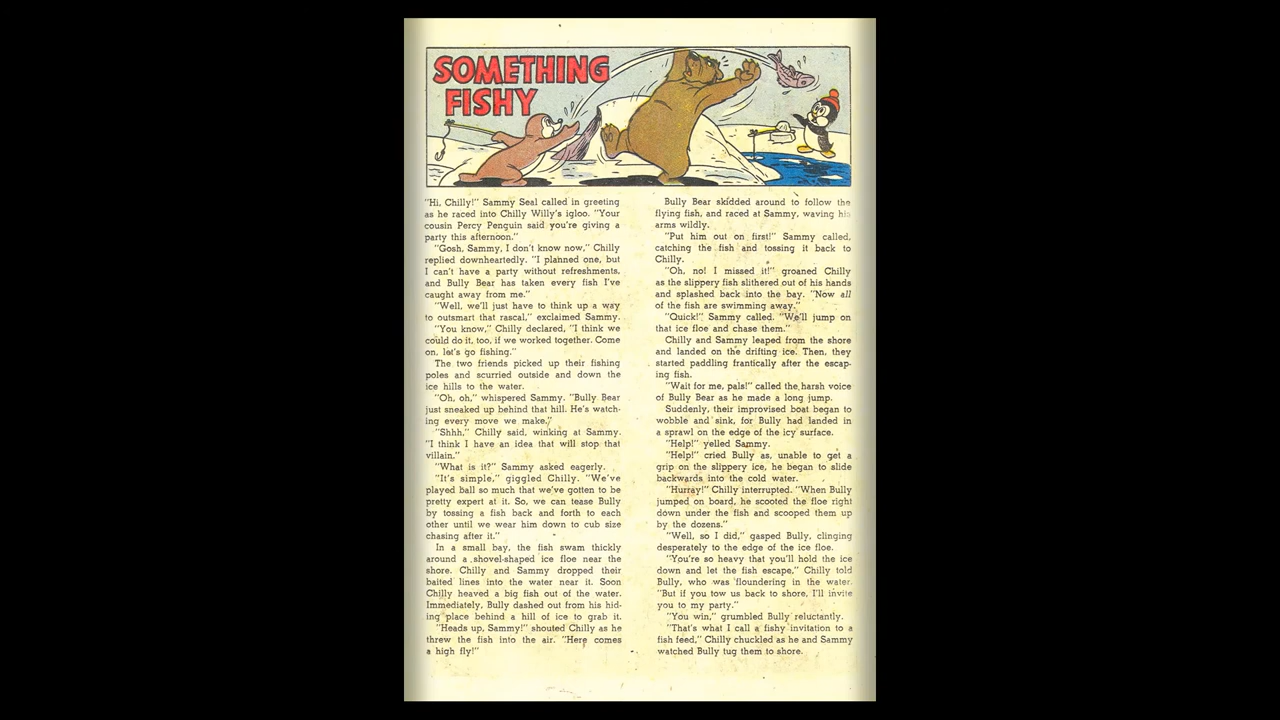 SOMETHING
FISHY
"Hi, Chilly!" Sammy Seal called in greeting
as he raced into Chilly Willy's igloo. "Your
cousin Percy Penguin said you're giving a
party this afternoon."
"Gosh, Sammy, I don't know now," Chilly
replied downheartedly. "I planned one, but
I can't have a party without refreshments,
and Bully Bear has taken every fish I've
caught away from me."
"Well, we'll just have to think up a way
to outsmart that rascal," exclaimed Sammy.
"You know," Chilly declared, "I think we
could do it, too, if we worked together. Come
on, let's go fishing."
The two friends picked up their fishing
poles and scurried outside and down the
ice hills to the water.
"Oh, oh," whispered Sammy. "Bully Bear
just sneaked up behind that hill. He's watch-
ing every move we make."
"Shhh," Chilly said, winking at Sammy.
"I think I have an idea that will stop that
villain."
"What is it?" Sammy asked eagerly.
"It's simple," giggled Chilly. "We've
played ball so much that we've gotten to be
pretty expert at it. So, we can tease Bully
by tossing a fish back and forth to each
other until we wear him down to cub size
chasing after it."
In a small bay, the fish swam thickly
around a shovel-shaped ice floe near the
shore. Chilly and Sammy dropped their
baited lines into the water near it. Soon
Chilly heaved a big fish out of the water.
Immediately, Bully dashed out from his hid-
ing place behind a hill of ice to grab it.
"Heads up, Sammy!" shouted Chilly as he
threw the fish into the air. "Here comes
a high fly!"
Bully Bear skidded around to follow the
flying fish, and raced at Sammy, waving his
arms wildly.
"Put him out on first!" Sammy called,
catching the fish and tossing it back to
Chilly.
"Oh, no! I missed it!" groaned Chilly
as the slippery fish slithered out of his hands
and splashed back into the bay. "Now all
of the fish are swimming away."
"Quick!" Sammy called. "We'll jump on
that ice floe and chase them."
Chilly and Sammy leaped from the shore
and landed on the drifting ice. Then, they
started paddling frantically after the escap-
ing fish.
"Wait for me, pals!" called the harsh voice
of Bully Bear as he made a long jump.
Suddenly, their improvised boat began to
wobble and sink, for Bully had landed in
a sprawl on the edge of the icy surface.
"Help!" yelled Sammy.
"Help!" cried Bully as, unable to get a
grip on the slippery ice, he began to slide
backwards into the cold water.
"Hurray!" Chilly interrupted. "When Bully
jumped on board, he scooted the floe right
down under the fish and scooped them up
by the dozens."
"Well, so I did," gasped Bully, clinging
desperately to the edge of the ice floe.
"You're so heavy that you'll hold the ice
down and let the fish escape," Chilly told
Bully, who was floundering in the water.
"But if you tow us back to shore, I'll invite
you to my party."
"You win," grumbled Bully reluctantly.
"That's what I call a fishy invitation to a
fish feed," Chilly chuckled as he and Sammy
watched Bully tug them to shore.